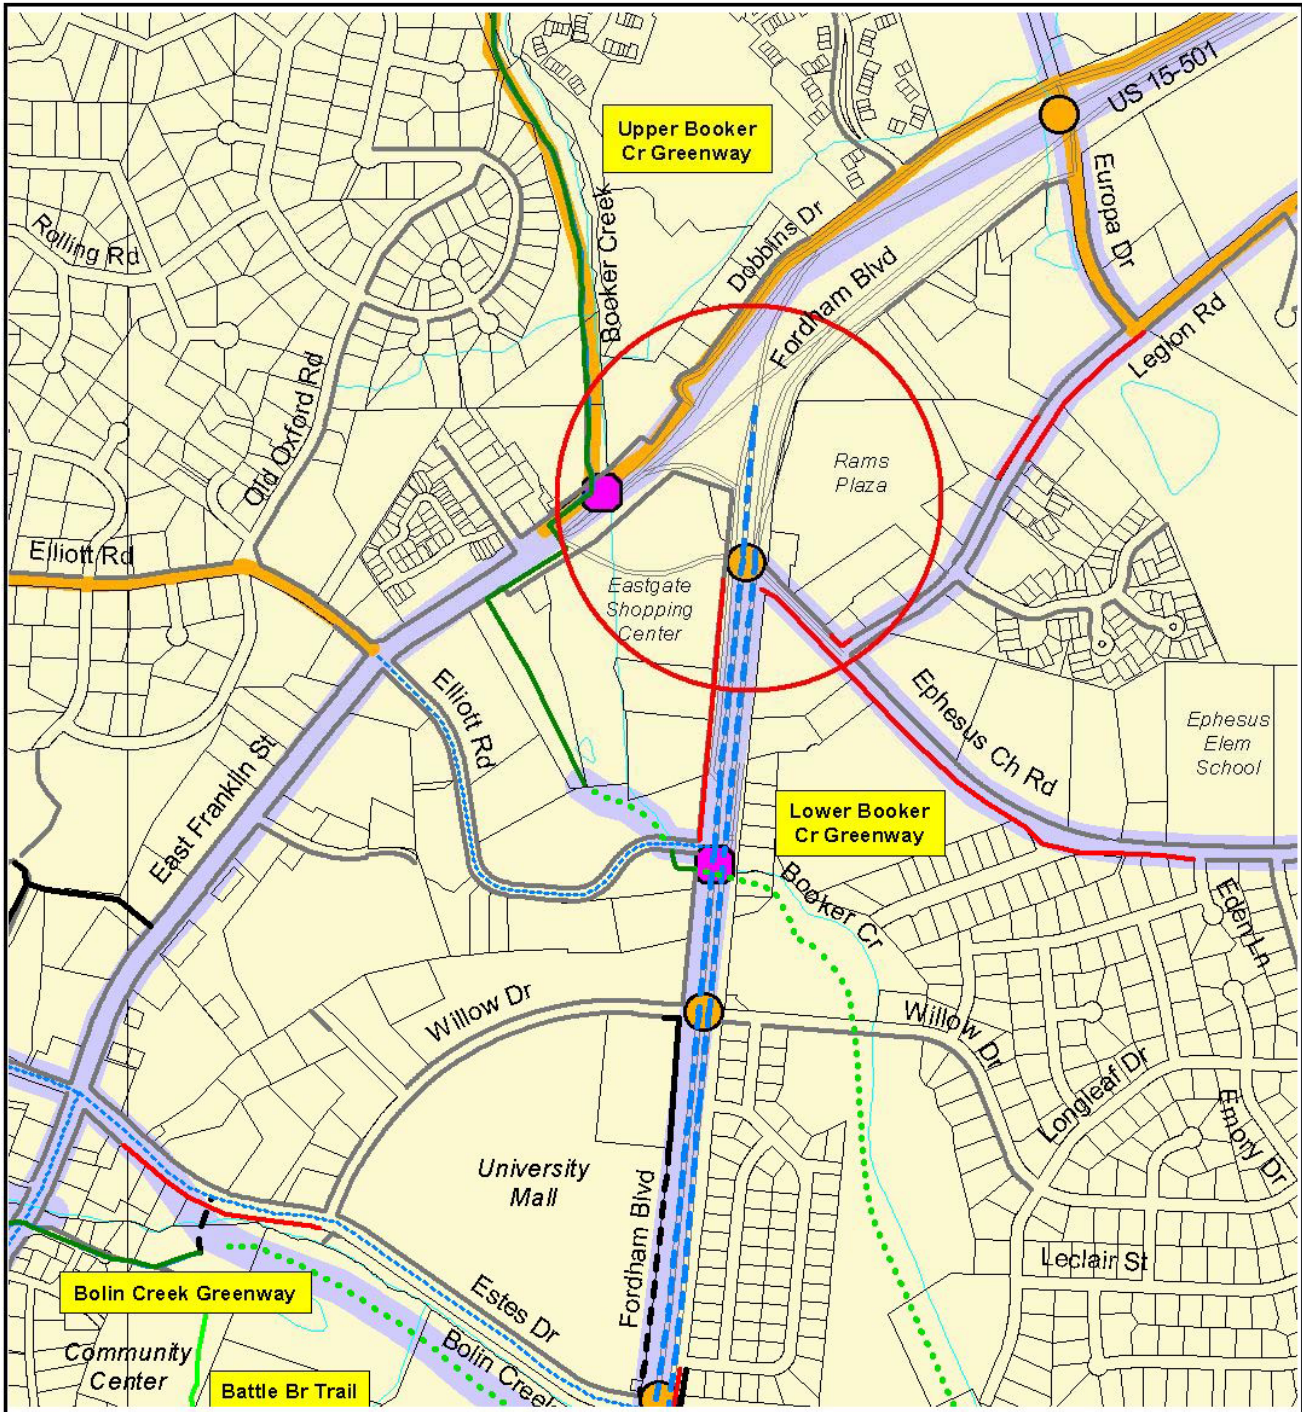 Upper Booker
Cr Greenway
US 15-501
Europa Dr
Rolling Rd
Booker Creek
Dobbins Dr
Fordham Blvd
Legion Rd
Old Oxford Rd
Rams
Plaza
Elliott Rd
Eastgate
Shopping
Center
Elliott Rd
Ephesus Ch Rd
Ephesus
Elem
School
East Franklin St
Lower Booker
Cr Greenway
Booker Cr
Eden Ln
Willow Dr
Willow Dr
Longleaf Dr
Emory Dr
University
Mall
Fordham Blvd
Leclair St
Bolin Creek Greenway
Estes Dr
Community
Center
Bolin Creek
Battle Br Trail